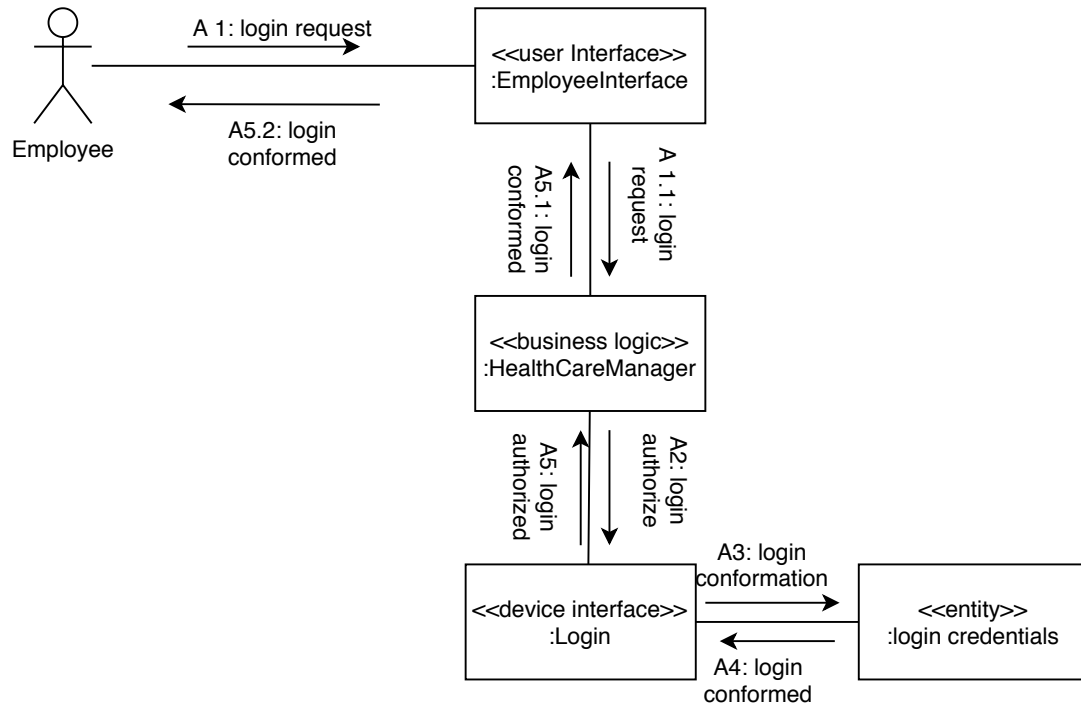 A 1: login request
<<user Interface>>
:EmployeeInterface
A5.2: login
conformed
Employee
A5.1: login
conformed
A 1.1: login
request
<<business logic>>
:HealthCareManager
A5: login
authorized
A2: login
authorize
A3: login
conformation
<<device interface>>
:Login
<<entity>>
:login credentials
A4: login
conformed